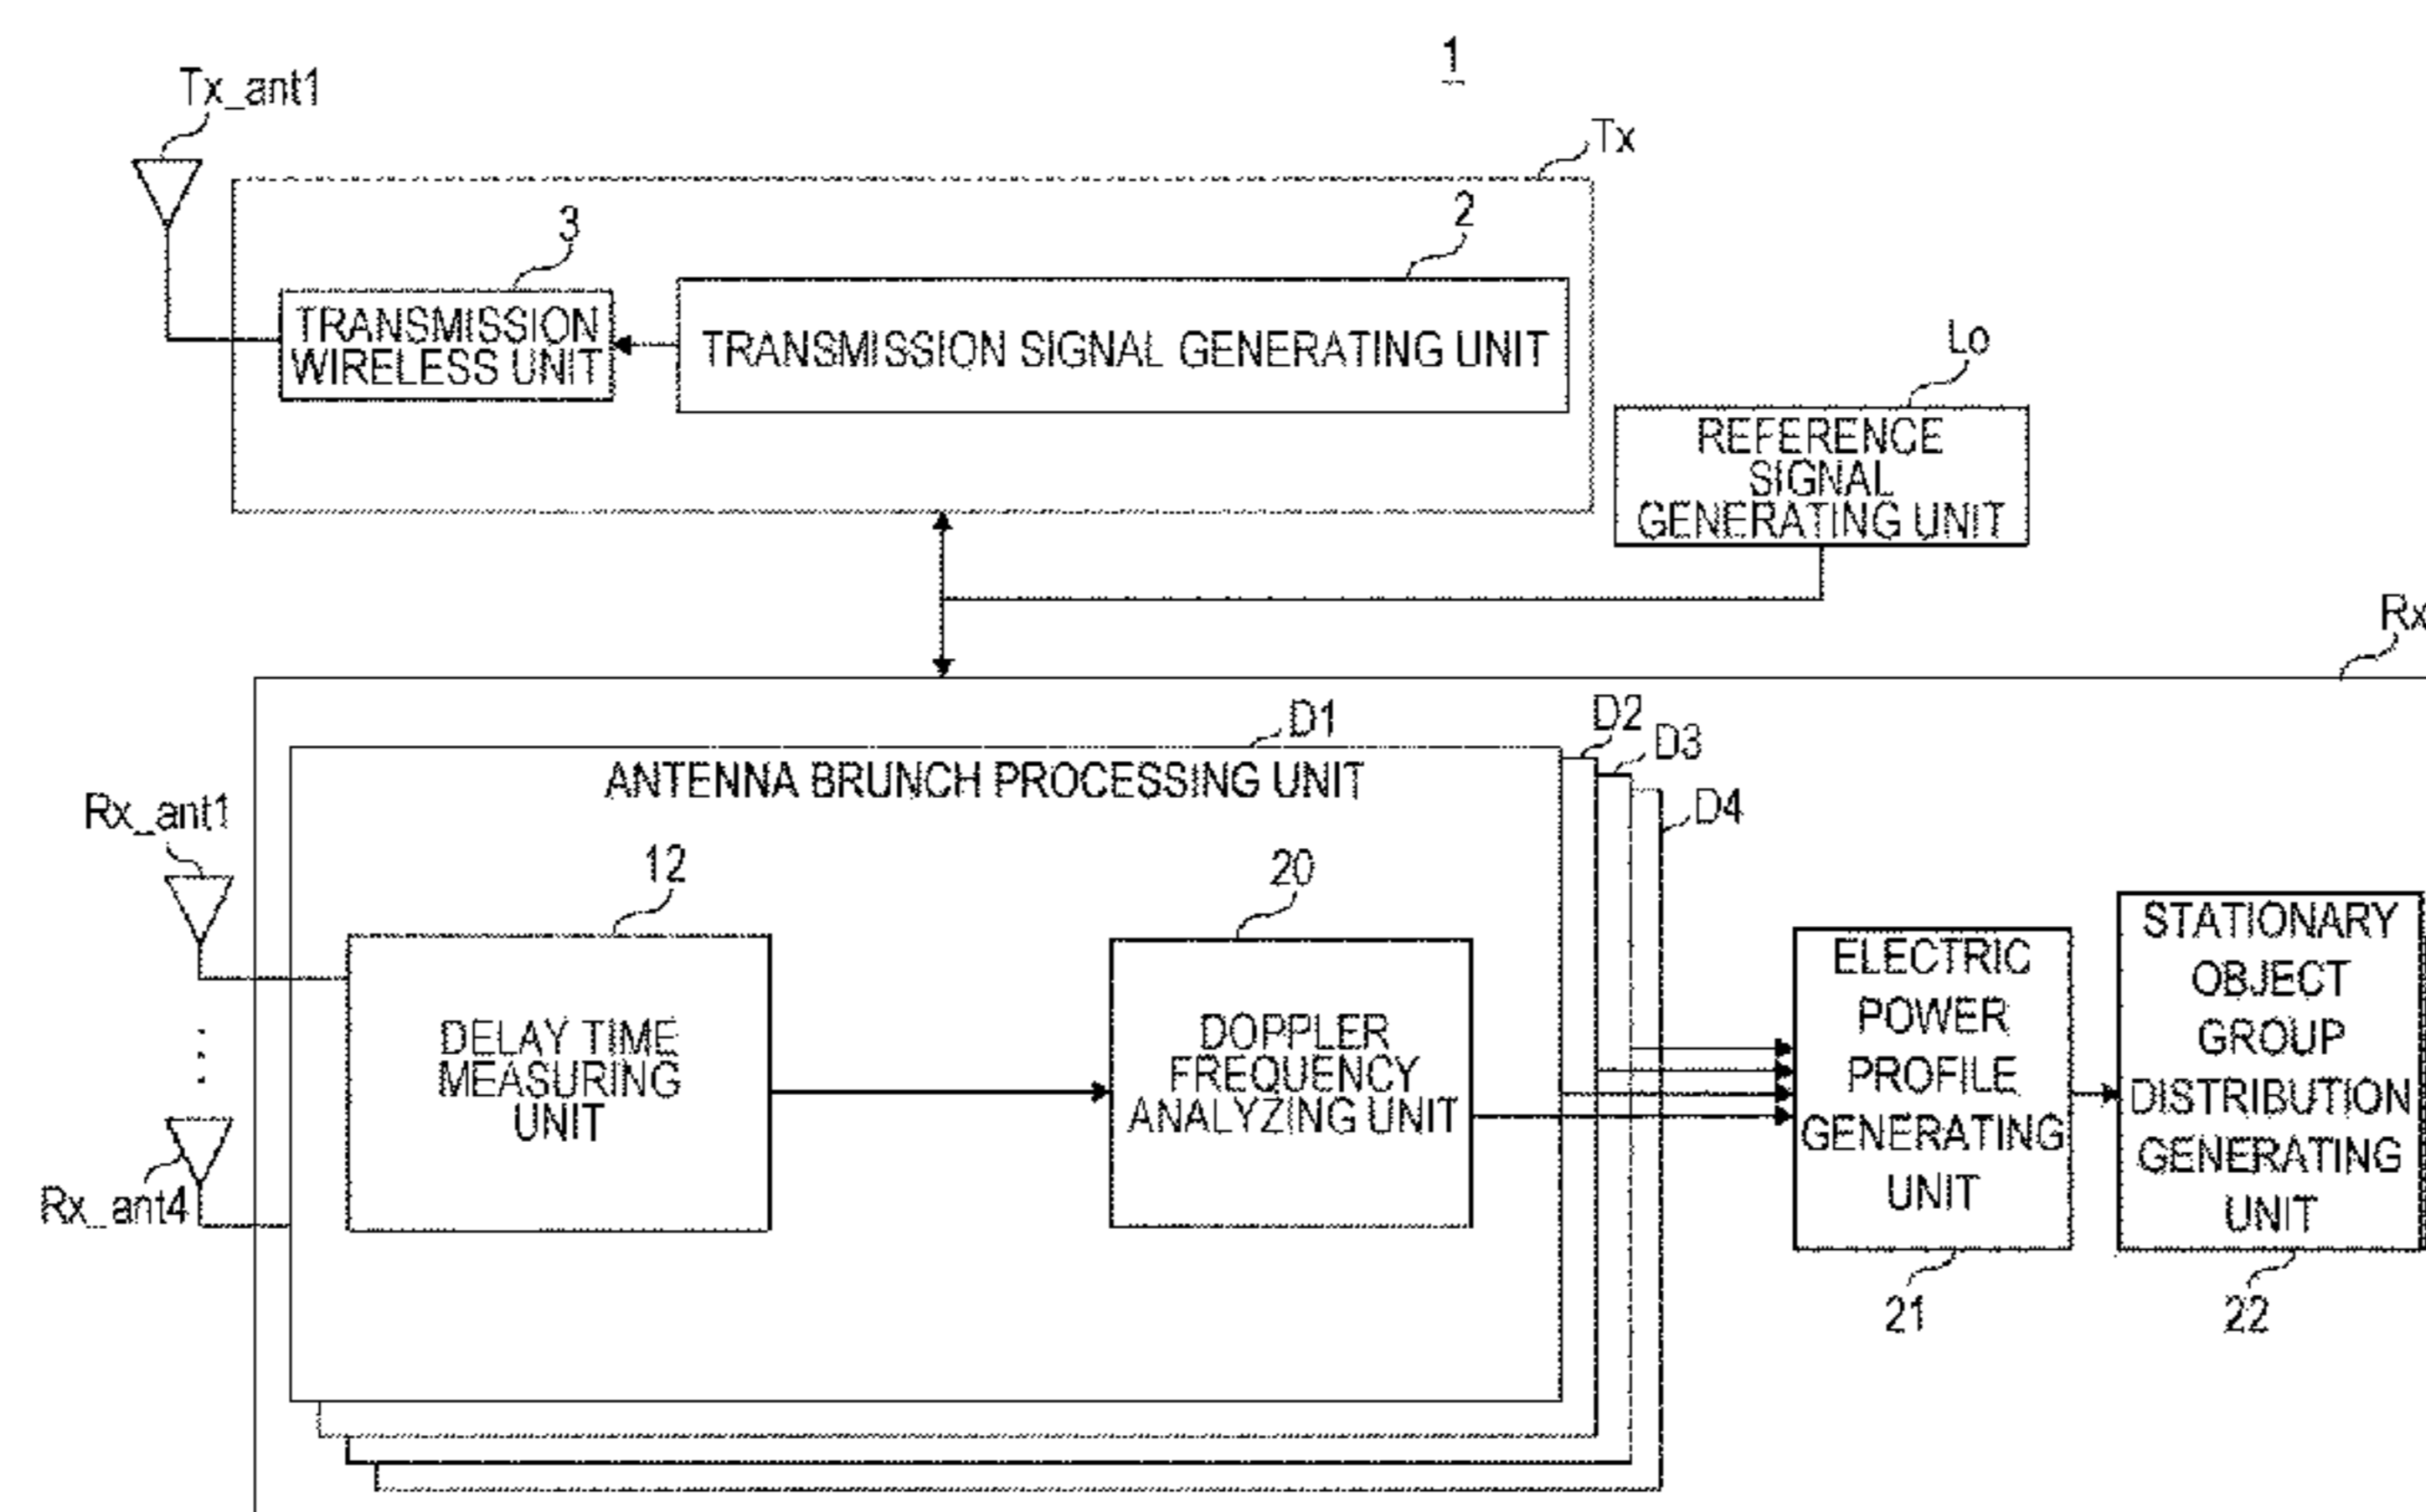 1
Tx_ant1
Tx
3
2
TRANSMISSION
WIRELESS UNIT
TRANSMISSION SIGNAL GENERATING UNIT
Lo
REFERENCE
SIGNAL
GENERATING UNIT
Rx
D1
D2
D3
D4
ANTENNA BRUNCH PROCESSING UNIT
Rx_ant1
12
20
DELAY TIME
MEASURING
UNIT
DOPPLER
FREQUENCY
ANALYZING UNIT
ELECTRIC
POWER
PROFILE
GENERATING
UNIT
STATIONARY
OBJECT
GROUP
DISTRIBUTION
GENERATING
UNIT
Rx_ant4
21
22